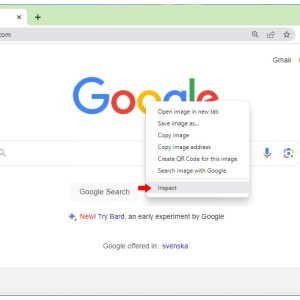 .com
Gmail
Google
Open image in new tab
Save image as...
Copy image
Copy image address
Create QR Code for this image
Search image with Google
Inspect
Google Search
New! Try Bard, an early experiment by Google
Google offered in: svenska